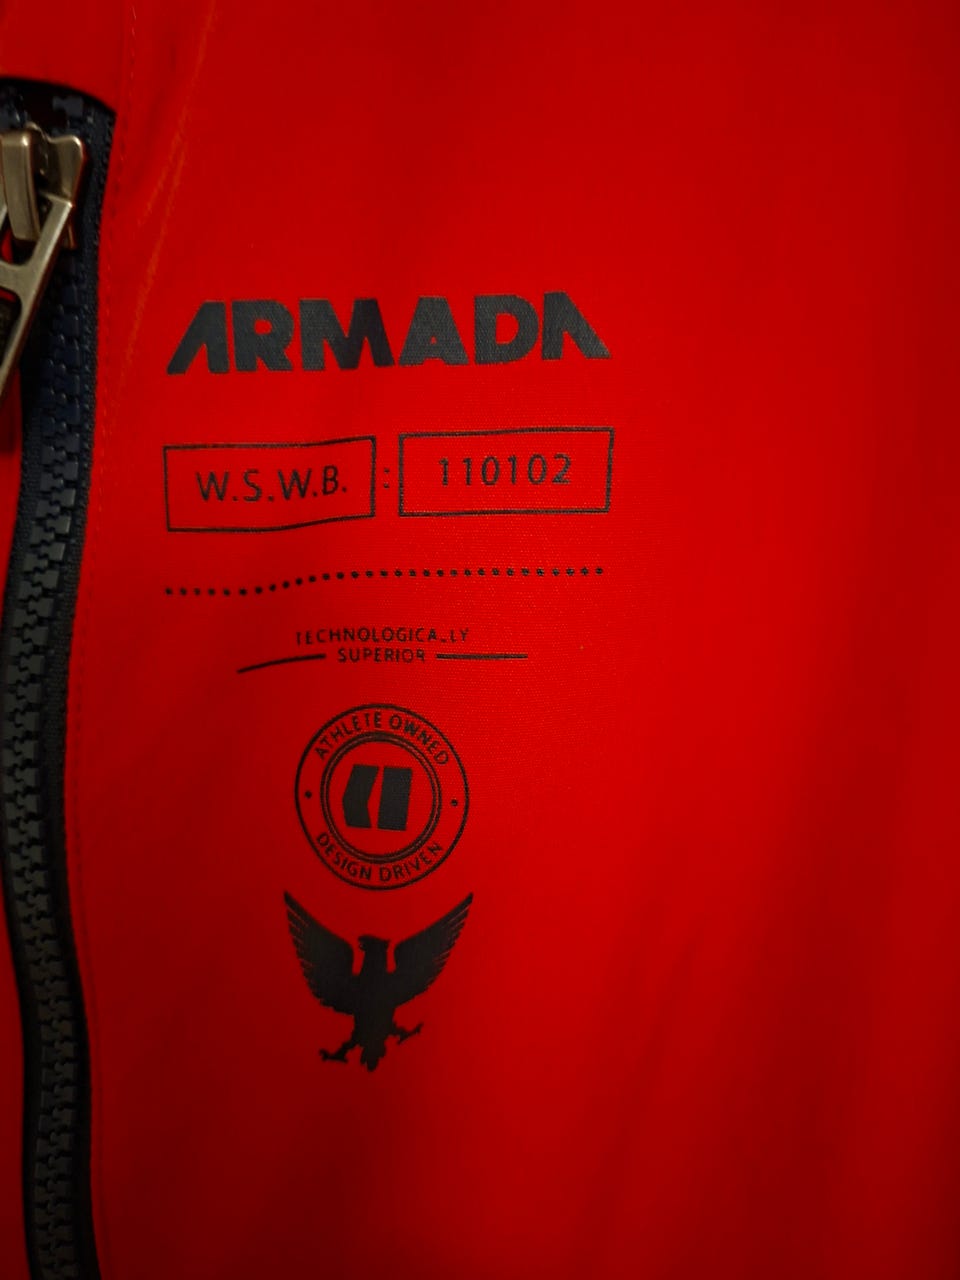 ARMADA
W.S.W.B. : 110102
TECHNOLOGICALLY
SUPERIOR
ATHLETE OWNED
DESIGN DRIVEN